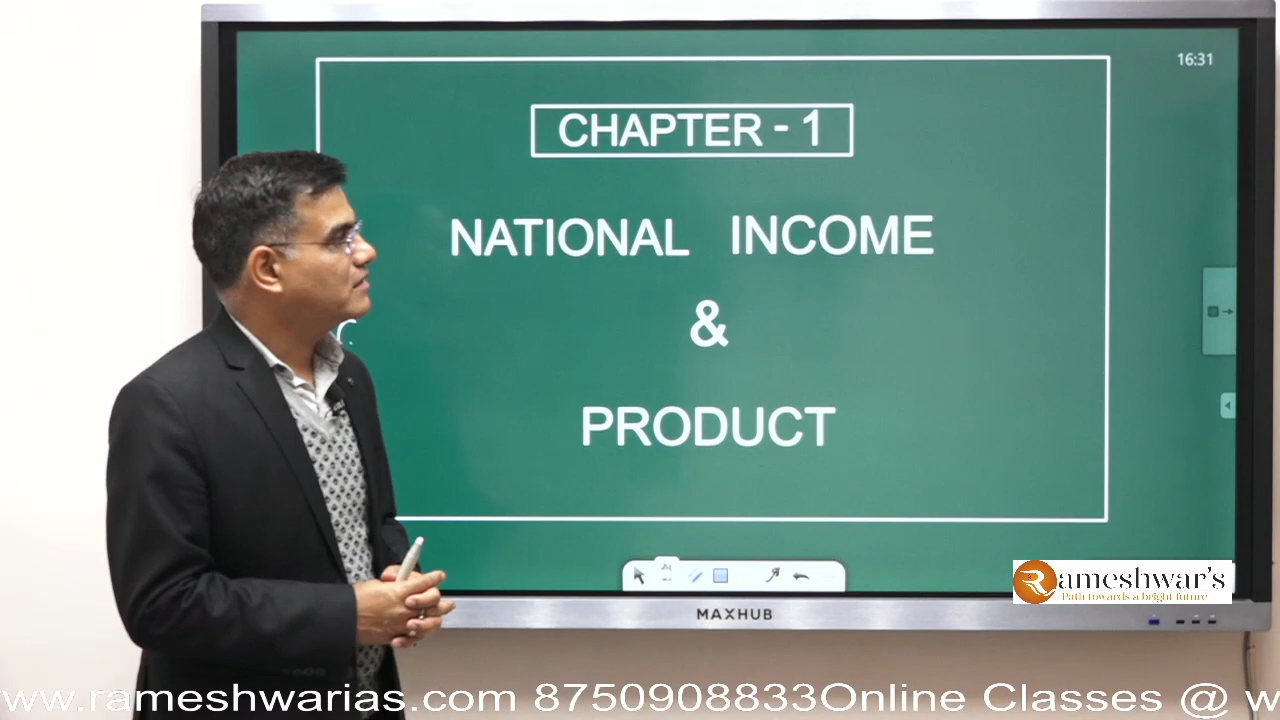 16:31
CHAPTER - 1
NATIONAL INCOME
&
PRODUCT
Rameshwar's
Path towards a bright future
MAXHUB
www.rameshwarias.com 8750908833Online Classes @ w